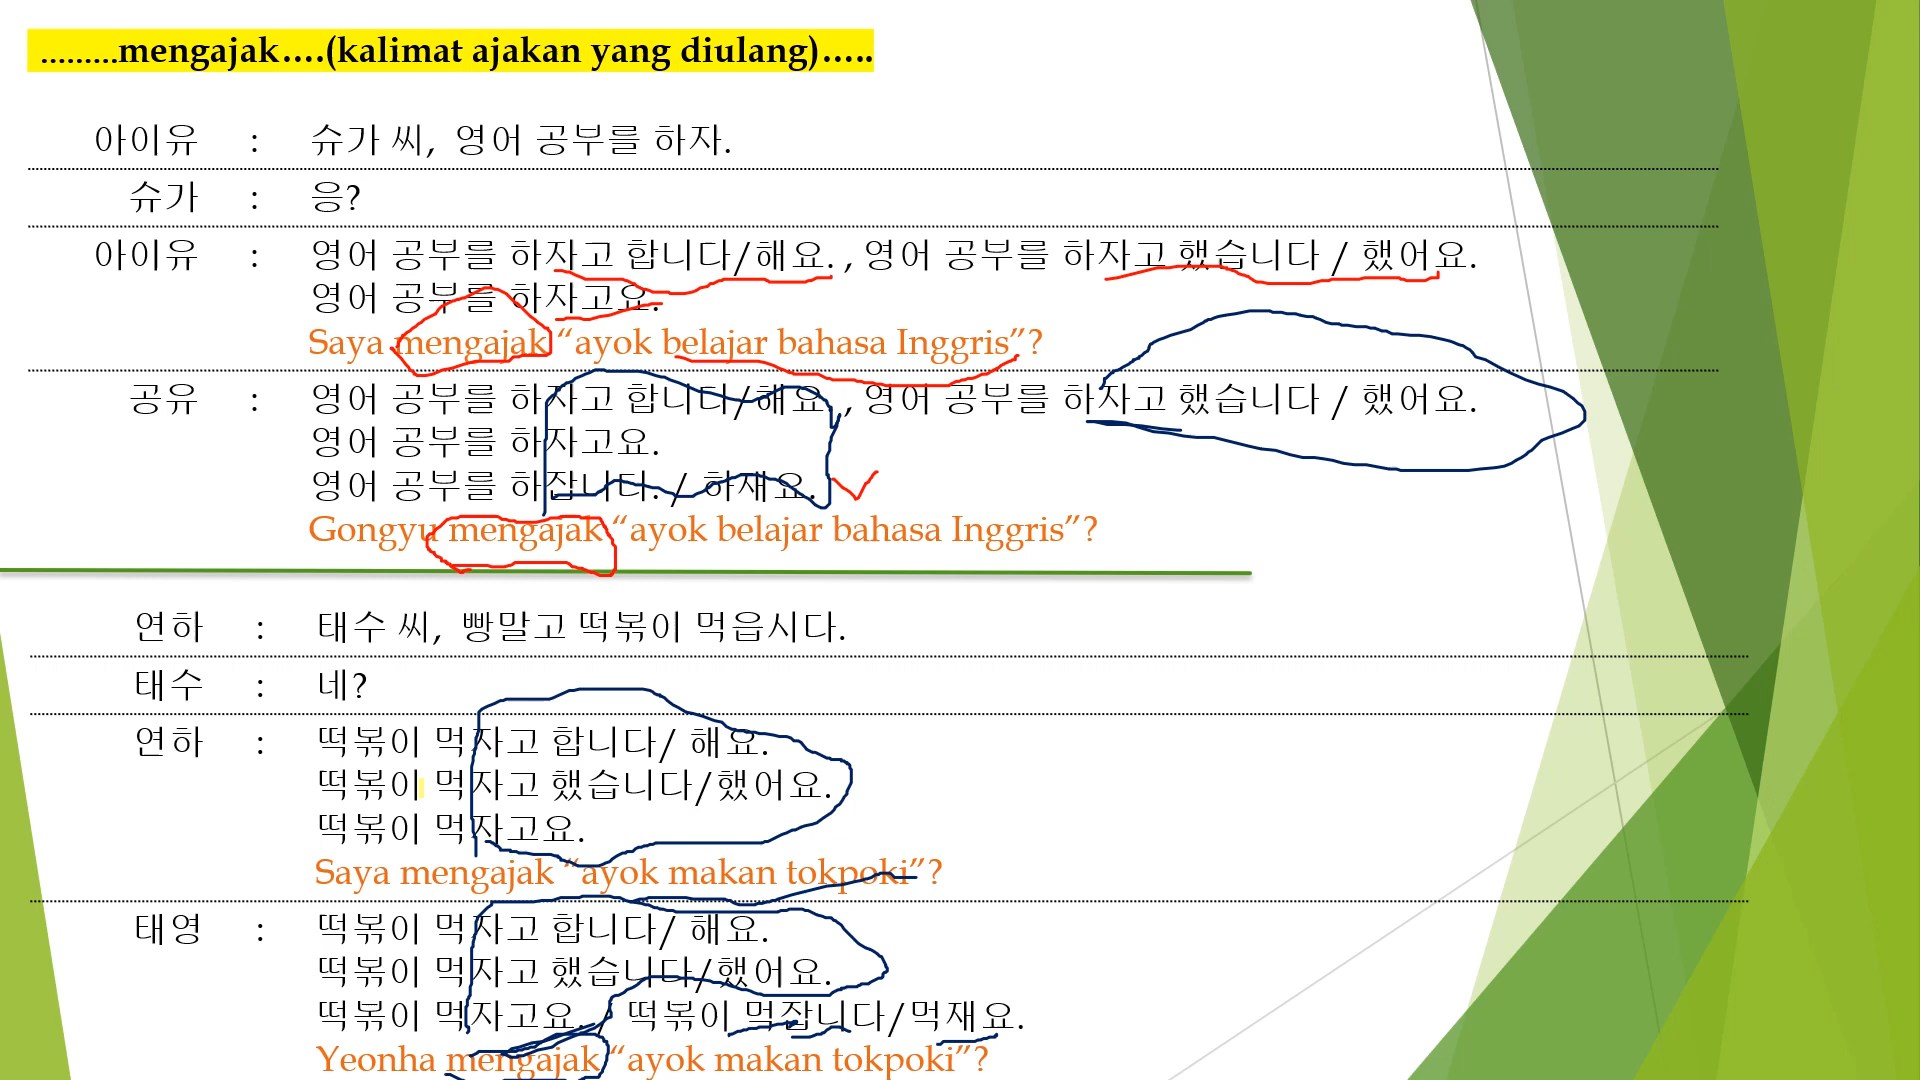 .........mengajak….(kalimat ajakan yang diulang)…..
아이유 : 슈가 씨, 영어 공부를 하자.
슈가 : 응?
아이유 : 영어 공부를 하자고 합니다/해요. , 영어 공부를 하자고 했습니다 / 했어요.
영어 공부를 하자고요.
Saya mengajak “ayok belajar bahasa Inggris”?
공유 : 영어 공부를 하자고 합니다/해요. , 영어 공부를 하자고 했습니다 / 했어요.
영어 공부를 하자고요.
영어 공부를 하잡니다. / 하재요.
Gongyu mengajak “ayok belajar bahasa Inggris”?
연하 : 태수 씨, 빵말고 떡볶이 먹읍시다.
태수 : 네?
연하 : 떡볶이 먹자고 합니다/ 해요.
떡볶이 먹자고 했습니다/했어요.
떡볶이 먹자고요.
Saya mengajak “ayok makan tokpoki”?
태영 : 떡볶이 먹자고 합니다/ 해요.
떡볶이 먹자고 했습니다/했어요.
떡볶이 먹자고요. / 떡볶이 먹잡니다/먹재요.
Yeonha mengajak “ayok makan tokpoki”?